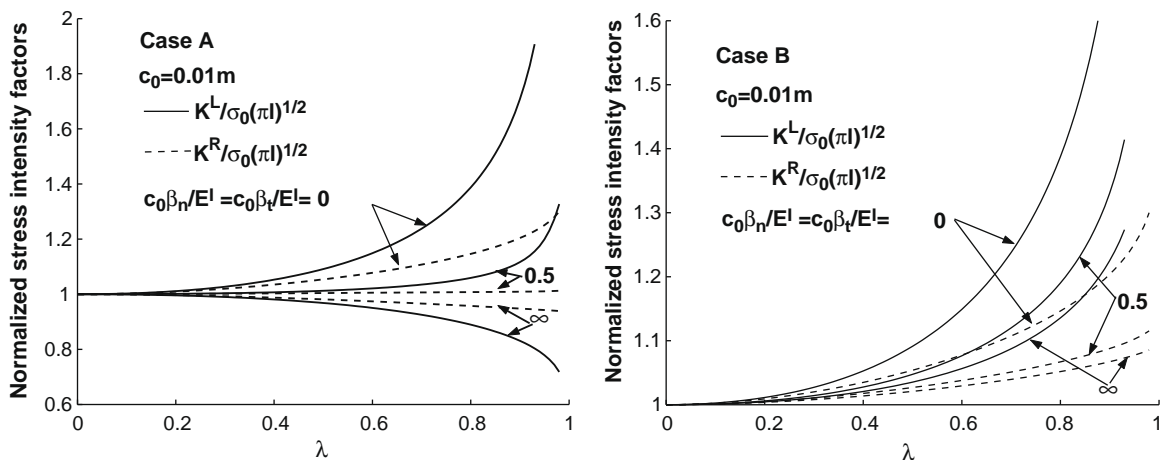 Normalized stress intensity factors
2
1.8
1.6
1.4
1.2
1
0.8
0.6
Case A
c₀=0.01m
K^L/σ₀(πl)^1/2
K^R/σ₀(πl)^1/2
c₀βₙ/E^I =c₀βₜ/E^I= 0
0.5
∞
0 0.2 0.4 0.6 0.8 1
λ
Normalized stress intensity factors
1.6
1.5
1.4
1.3
1.2
1.1
1
Case B
c₀=0.01m
K^L/σ₀(πl)^1/2
K^R/σ₀(πl)^1/2
c₀βₙ/E^I =c₀βₜ/E^I= 0
0.5
∞
0 0.2 0.4 0.6 0.8 1
λ